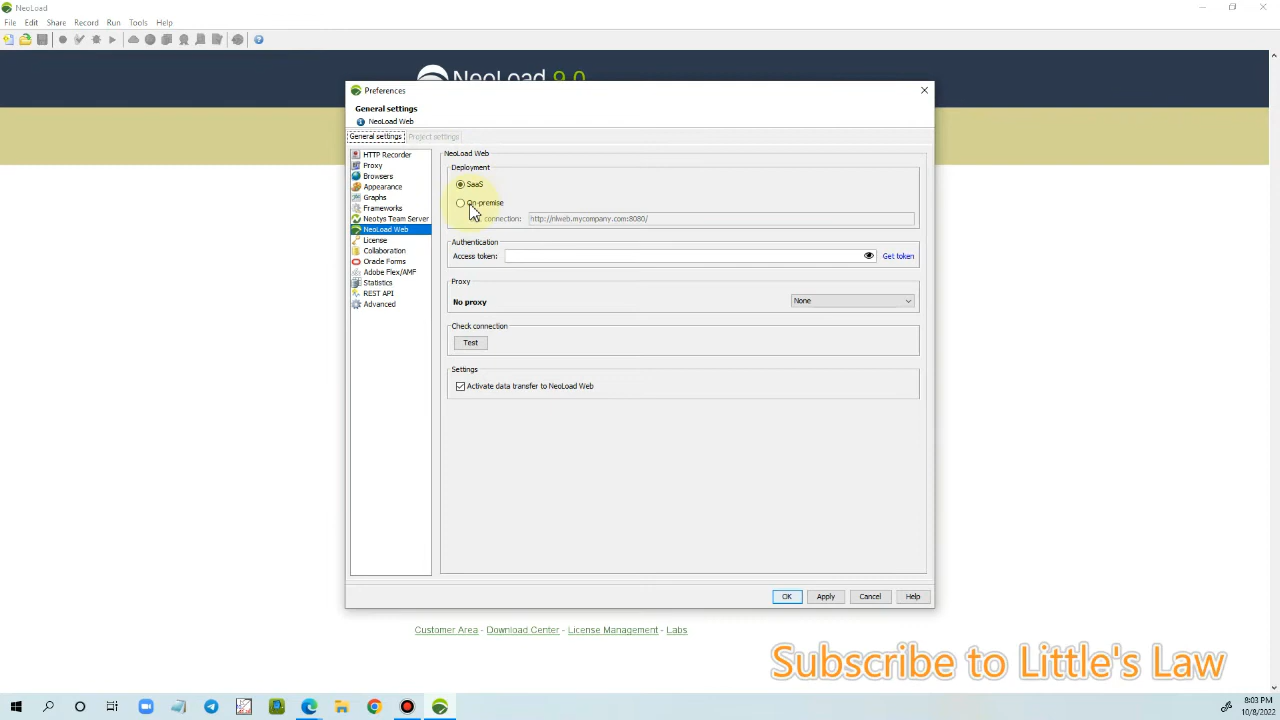 NeoLoad
File Edit Share Record Run Tools Help
NeoLoad 9.0
Preferences
General settings
NeoLoad Web
General settings Project settings
HTTP Recorder
Proxy
Browsers
Appearance
Graphs
Frameworks
Neotys Team Server
NeoLoad Web
License
Collaboration
Oracle Forms
Adobe Flex/AMF
Statistics
REST API
Advanced
NeoLoad Web
Deployment
SaaS
On-premise
connection: http://nlweb.mycompany.com:8080/
Authentication
Access token: Get token
Proxy
No proxy None
Check connection
Test
Settings
Activate data transfer to NeoLoad Web
OK Apply Cancel Help
Customer Area - Download Center - License Management - Labs
Subscribe to Little's Law
8:03 PM
10/8/2022